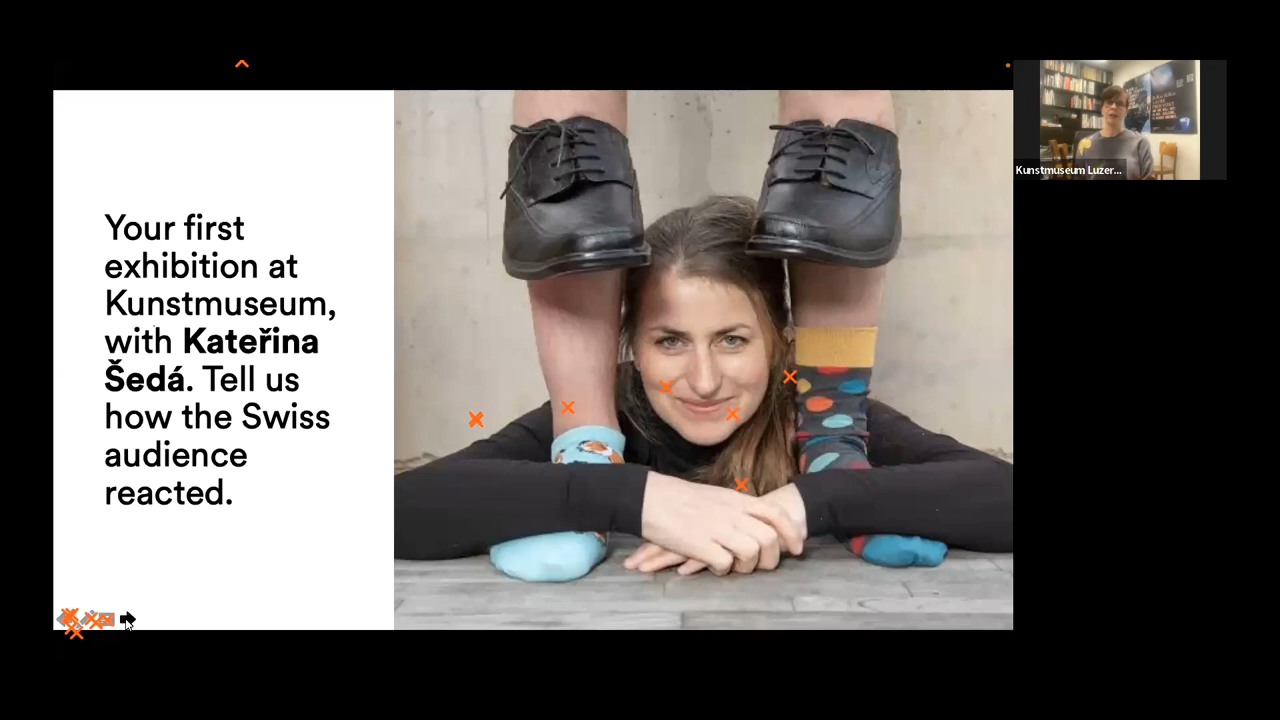 Your first
exhibition at
Kunstmuseum,
with Kateřina
Šedá. Tell us
how the Swiss
audience
reacted.
Kunstmuseum Luzer...